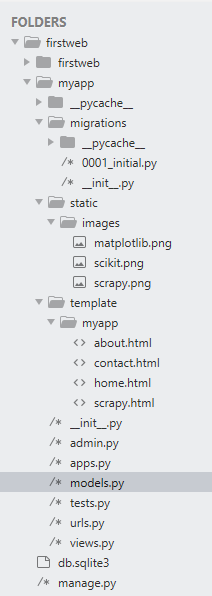 FOLDERS
firstweb
firstweb
myapp
__pycache__
migrations
__pycache__
0001_initial.py
__init__.py
static
images
matplotlib.png
scikit.png
scrapy.png
template
myapp
about.html
contact.html
home.html
scrapy.html
__init__.py
admin.py
apps.py
models.py
tests.py
urls.py
views.py
db.sqlite3
manage.py